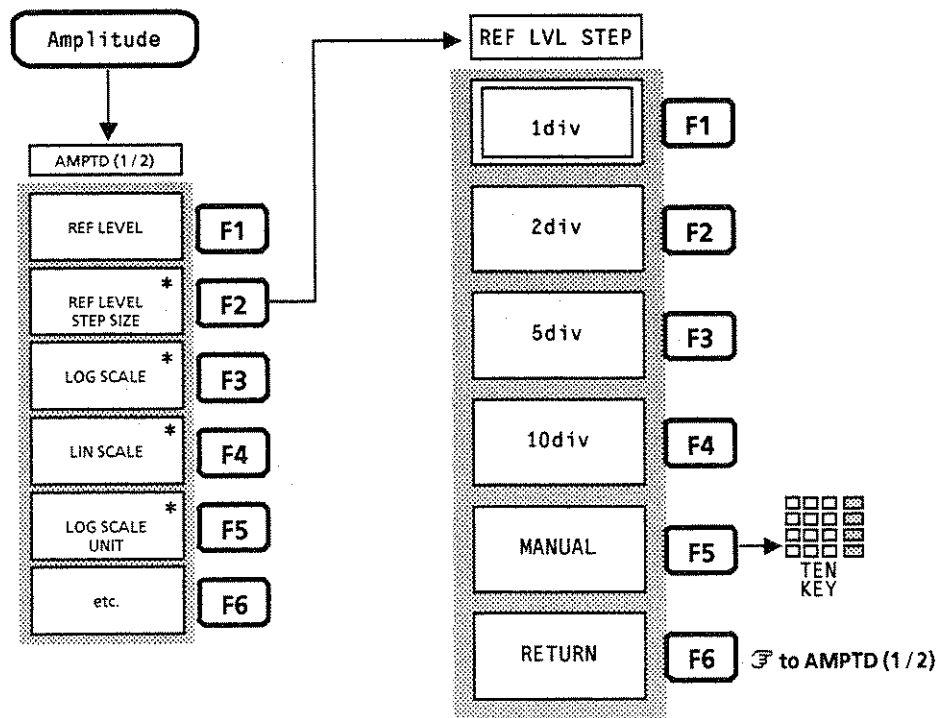 Amplitude
AMPTD (1/2)
REF LEVEL
F1
*
REF LEVEL
STEP SIZE
F2
*
LOG SCALE
F3
*
LIN SCALE
F4
*
LOG SCALE
UNIT
F5
etc.
F6
REF LVL STEP
1div
F1
2div
F2
5div
F3
10div
F4
MANUAL
F5
TEN
KEY
RETURN
F6
☞ to AMPTD (1/2)